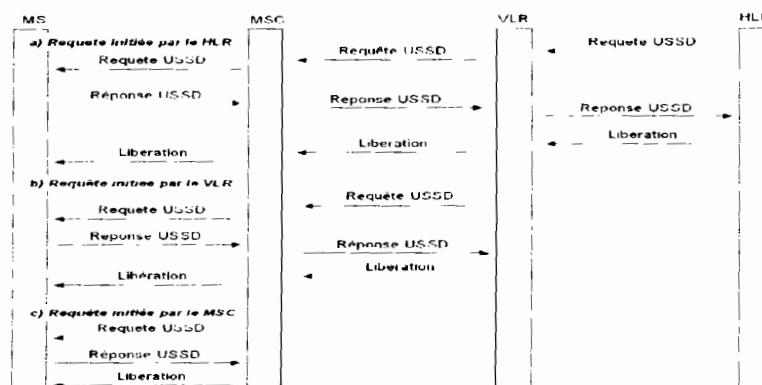 MS MSC VLR HLR
a) Requete initiée par le HLR
Requête USSD Requete USSD
Requête USSD
Réponse USSD Reponse USSD
Reponse USSD
Liberation
Liberation Liberation
b) Requête initiée par le VLR
Requête USSD
Requete USSD
Reponse USSD Réponse USSD
Liberation
Libération
c) Requête initiée par le MSC
Requete USSD
Réponse USSD
Liberation